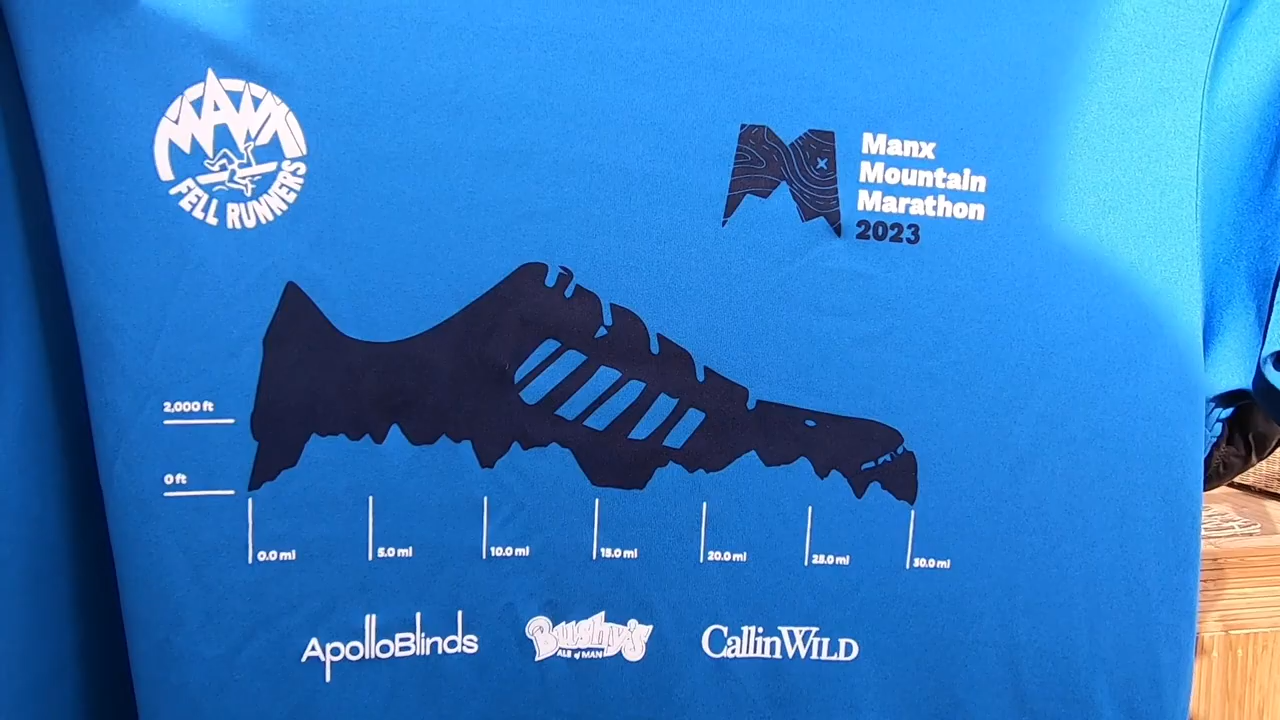 MANX
FELL RUNNERS
Manx
Mountain
Marathon
2023
2,000 ft
0 ft
0.0 mi
5.0 mi
10.0 mi
15.0 mi
20.0 mi
25.0 mi
30.0 mi
ApolloBlinds
Bushy's
ALE of MAN
CallinWILD